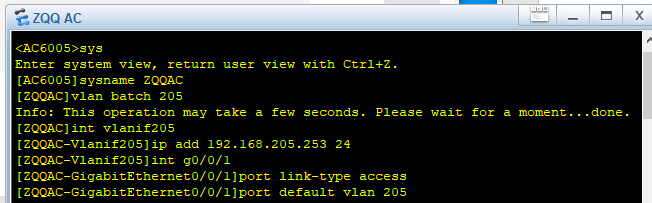 ZQQ AC
<AC6005>sys
Enter system view, return user view with Ctrl+Z.
[AC6005]sysname ZQQAC
[ZQQAC]vlan batch 205
Info: This operation may take a few seconds. Please wait for a moment...done.
[ZQQAC]int vlanif205
[ZQQAC-Vlanif205]ip add 192.168.205.253 24
[ZQQAC-Vlanif205]int g0/0/1
[ZQQAC-GigabitEthernet0/0/1]port link-type access
[ZQQAC-GigabitEthernet0/0/1]port default vlan 205